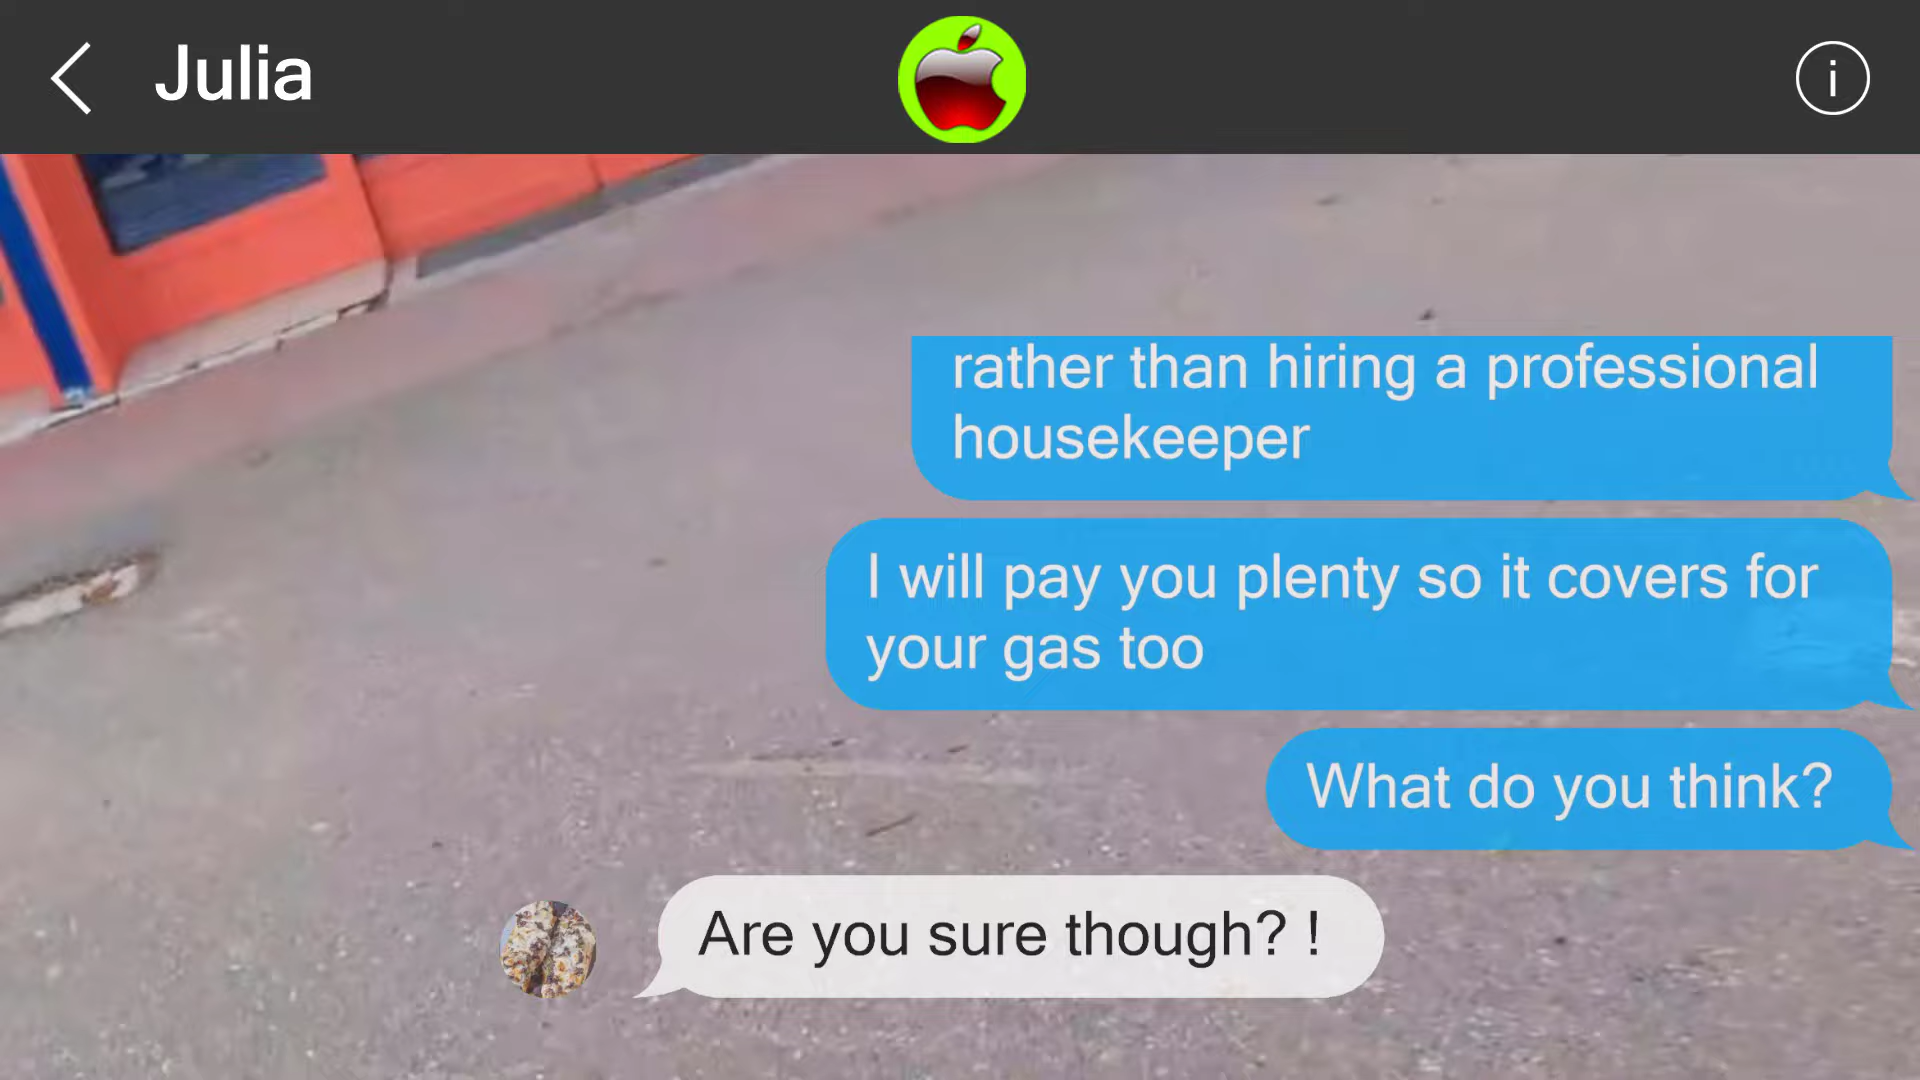 Julia
rather than hiring a professional
housekeeper
I will pay you plenty so it covers for
your gas too
What do you think?
Are you sure though? !